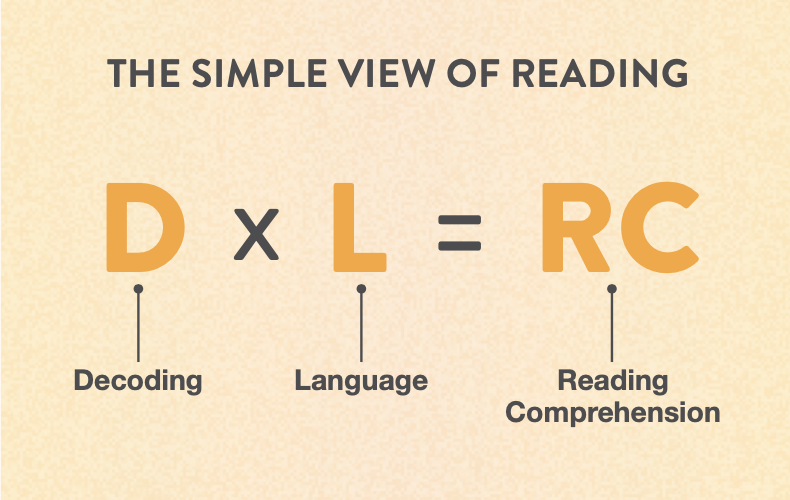 THE SIMPLE VIEW OF READING
D x L = RC
Decoding
Language
Reading
Comprehension